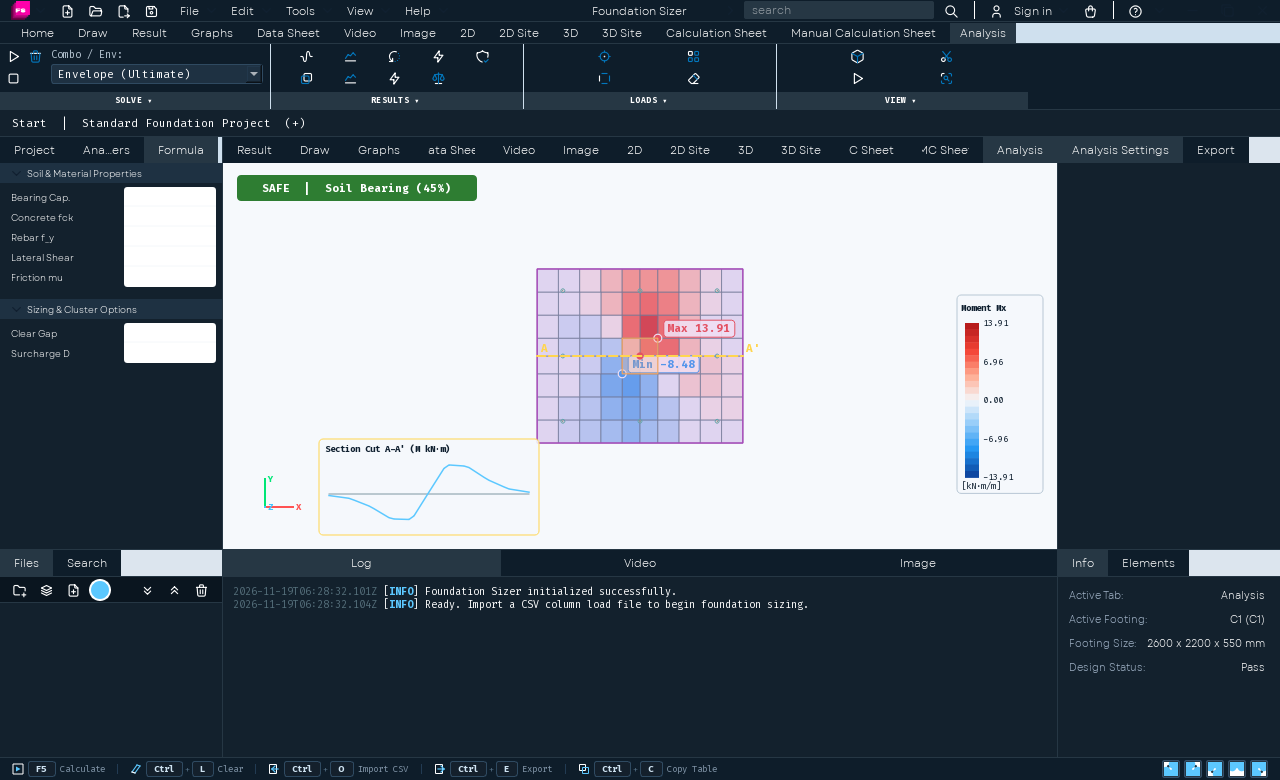 FS File Edit Tools View Help Foundation Sizer search Sign in
Home Draw Result Graphs Data Sheet Video Image 2D 2D Site 3D 3D Site Calculation Sheet Manual Calculation Sheet Analysis
Combo / Env:
Envelope (Ultimate)
SOLVE ▾ RESULTS ▾ LOADS ▾ VIEW ▾
Start | Standard Foundation Project (+)
Project Ana...ers Formula Result Draw Graphs ata Shee Video Image 2D 2D Site 3D 3D Site C Sheet MC Sheet Analysis Analysis Settings Export
Soil & Material Properties
Bearing Cap.
Concrete fck
Rebar f_y
Lateral Shear
Friction mu
Sizing & Cluster Options
Clear Gap
Surcharge D
SAFE | Soil Bearing (45%)
Max 13.91
A A'
Min -8.48
Moment Mx
13.91
6.96
0.00
-6.96
-13.91
[kN·m/m]
Section Cut A-A' (M kN·m)
Y
Z X
Files Search
Log Video Image
2026-11-19T06:28:32.101Z [INFO] Foundation Sizer initialized successfully.
2026-11-19T06:28:32.104Z [INFO] Ready. Import a CSV column load file to begin foundation sizing.
Info Elements
Active Tab: Analysis
Active Footing: C1 (C1)
Footing Size: 2600 x 2200 x 550 mm
Design Status: Pass
F5 Calculate | Ctrl + L Clear | Ctrl + O Import CSV | Ctrl + E Export | Ctrl + C Copy Table